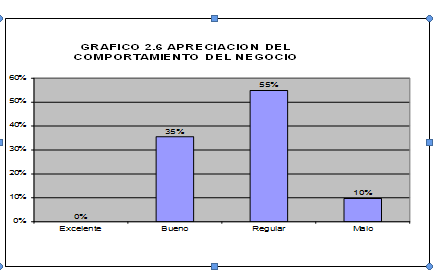 GRAFICO 2.6 APRECIACION DEL
COMPORTAMIENTO DEL NEGOCIO
60%
50%
40%
30%
20%
10%
0%
0%
35%
55%
10%
Excelente
Bueno
Regular
Malo